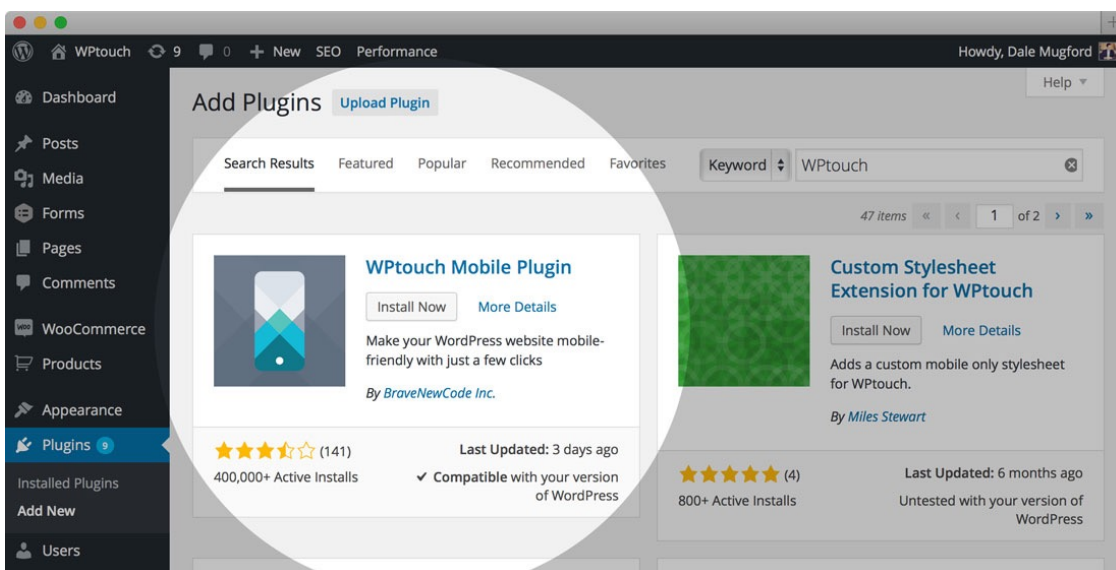 WPtouch 9 0 + New SEO Performance Howdy, Dale Mugford
Dashboard
Posts
Media
Forms
Pages
Comments
WooCommerce
Products
Appearance
Plugins 9
Installed Plugins
Add New
Users
Help
Add Plugins Upload Plugin
Search Results Featured Popular Recommended Favorites Keyword WPtouch
47 items « ‹ 1 of 2 › »
WPtouch Mobile Plugin
Install Now More Details
Make your WordPress website mobile-
friendly with just a few clicks
By BraveNewCode Inc.
(141)
400,000+ Active Installs
Last Updated: 3 days ago
Compatible with your version
of WordPress
Custom Stylesheet
Extension for WPtouch
Install Now More Details
Adds a custom mobile only stylesheet
for WPtouch.
By Miles Stewart
(4)
800+ Active Installs
Last Updated: 6 months ago
Untested with your version of
WordPress